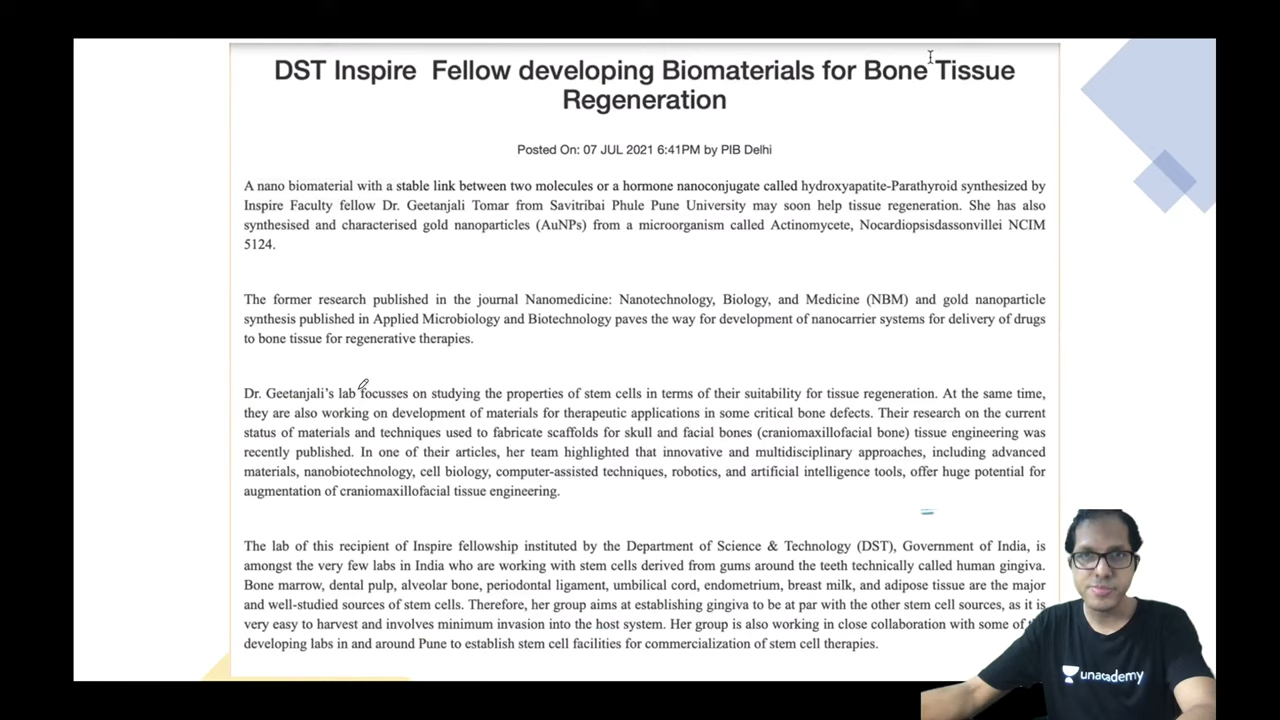 DST Inspire Fellow developing Biomaterials for Bone Tissue
Regeneration
Posted On: 07 JUL 2021 6:41PM by PIB Delhi
A nano biomaterial with a stable link between two molecules or a hormone nanoconjugate called hydroxyapatite-Parathyroid synthesized by
Inspire Faculty fellow Dr. Geetanjali Tomar from Savitribai Phule Pune University may soon help tissue regeneration. She has also
synthesised and characterised gold nanoparticles (AuNPs) from a microorganism called Actinomycete, Nocardiopsisdassonvillei NCIM
5124.
The former research published in the journal Nanomedicine: Nanotechnology, Biology, and Medicine (NBM) and gold nanoparticle
synthesis published in Applied Microbiology and Biotechnology paves the way for development of nanocarrier systems for delivery of drugs
to bone tissue for regenerative therapies.
Dr. Geetanjali's lab focusses on studying the properties of stem cells in terms of their suitability for tissue regeneration. At the same time,
they are also working on development of materials for therapeutic applications in some critical bone defects. Their research on the current
status of materials and techniques used to fabricate scaffolds for skull and facial bones (craniomaxillofacial bone) tissue engineering was
recently published. In one of their articles, her team highlighted that innovative and multidisciplinary approaches, including advanced
materials, nanobiotechnology, cell biology, computer-assisted techniques, robotics, and artificial intelligence tools, offer huge potential for
augmentation of craniomaxillofacial tissue engineering.
The lab of this recipient of Inspire fellowship instituted by the Department of Science & Technology (DST), Government of India, is
amongst the very few labs in India who are working with stem cells derived from gums around the teeth technically called human gingiva.
Bone marrow, dental pulp, alveolar bone, periodontal ligament, umbilical cord, endometrium, breast milk, and adipose tissue are the major
and well-studied sources of stem cells. Therefore, her group aims at establishing gingiva to be at par with the other stem cell sources, as it is
very easy to harvest and involves minimum invasion into the host system. Her group is also working in close collaboration with some of
developing labs in and around Pune to establish stem cell facilities for commercialization of stem cell therapies.
unacademy